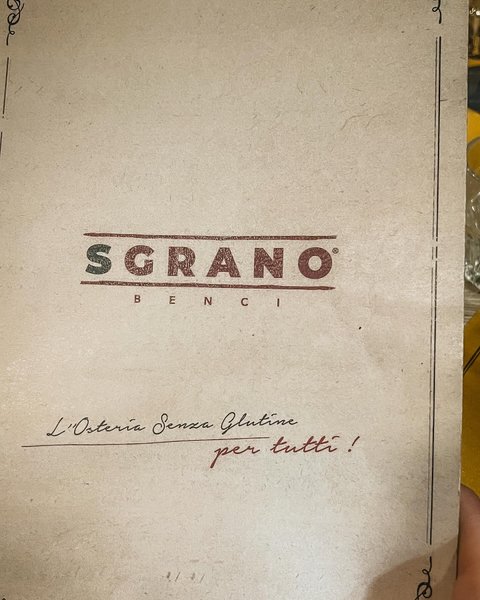 SGRANO®
BENCI
L'Osteria Senza Glutine
per tutti !